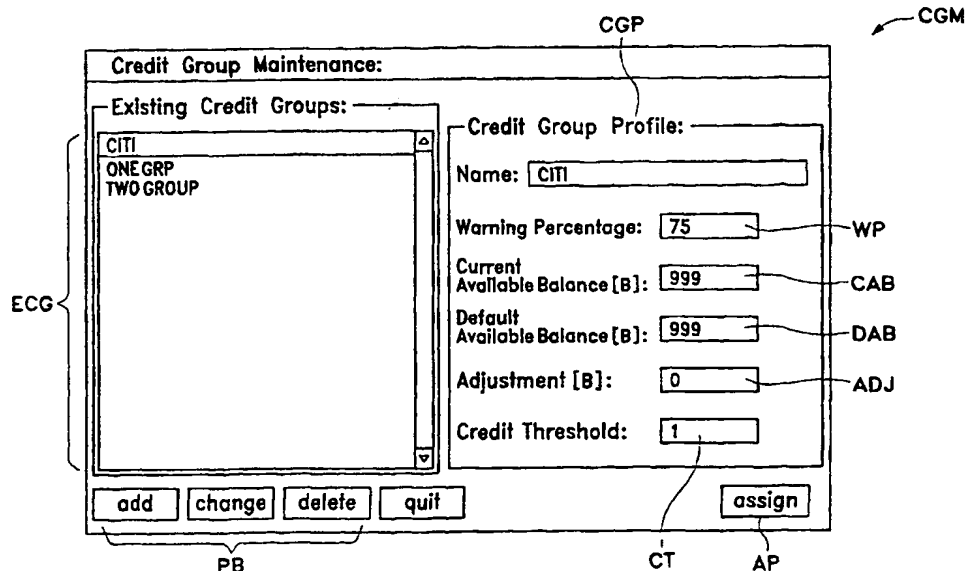 CGP
CGM
Credit Group Maintenance:
Existing Credit Groups:
CITI
ONE GRP
TWO GROUP
ECG
Credit Group Profile:
Name: CITI
Warning Percentage: 75
WP
Current
Available Balance [B]: 999
CAB
Default
Available Balance [B]: 999
DAB
Adjustment [B]: 0
ADJ
Credit Threshold: 1
add change delete quit assign
PB
CT
AP